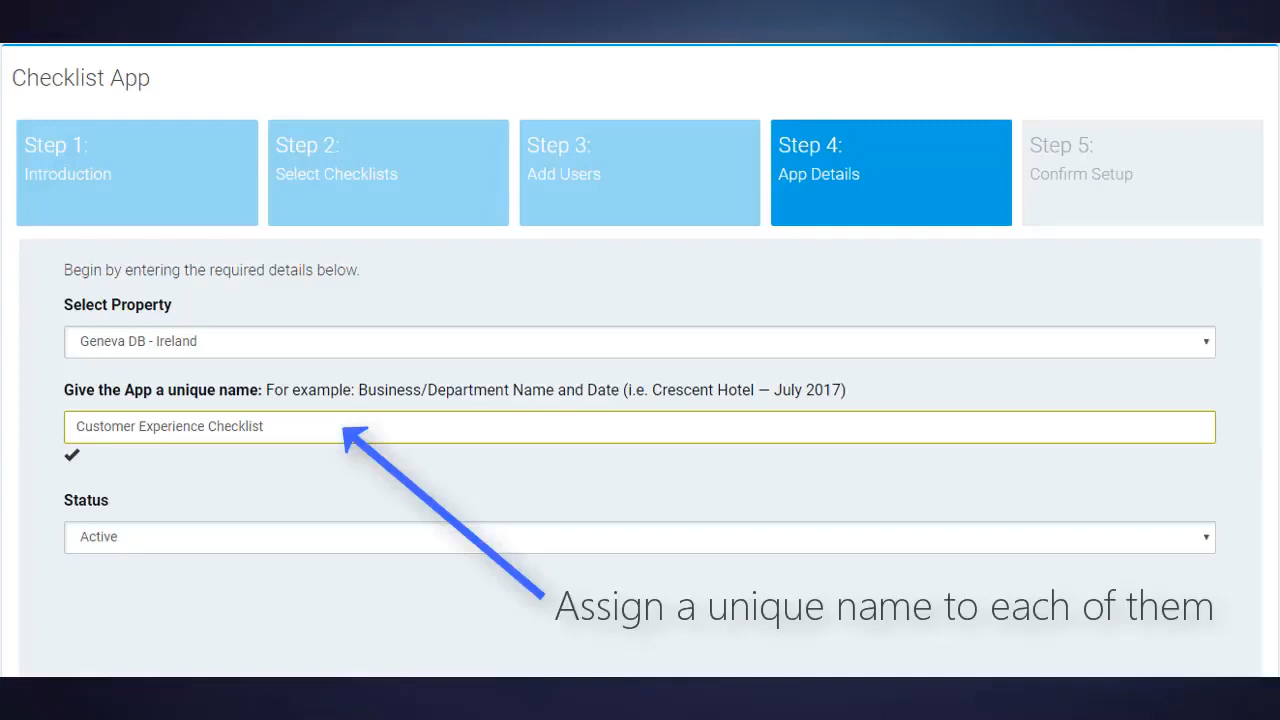 Checklist App
Step 1:
Introduction
Step 2:
Select Checklists
Step 3:
Add Users
Step 4:
App Details
Step 5:
Confirm Setup
Begin by entering the required details below.
Select Property
Geneva DB - Ireland
Give the App a unique name: For example: Business/Department Name and Date (i.e. Crescent Hotel — July 2017)
Customer Experience Checklist
Status
Active
Assign a unique name to each of them